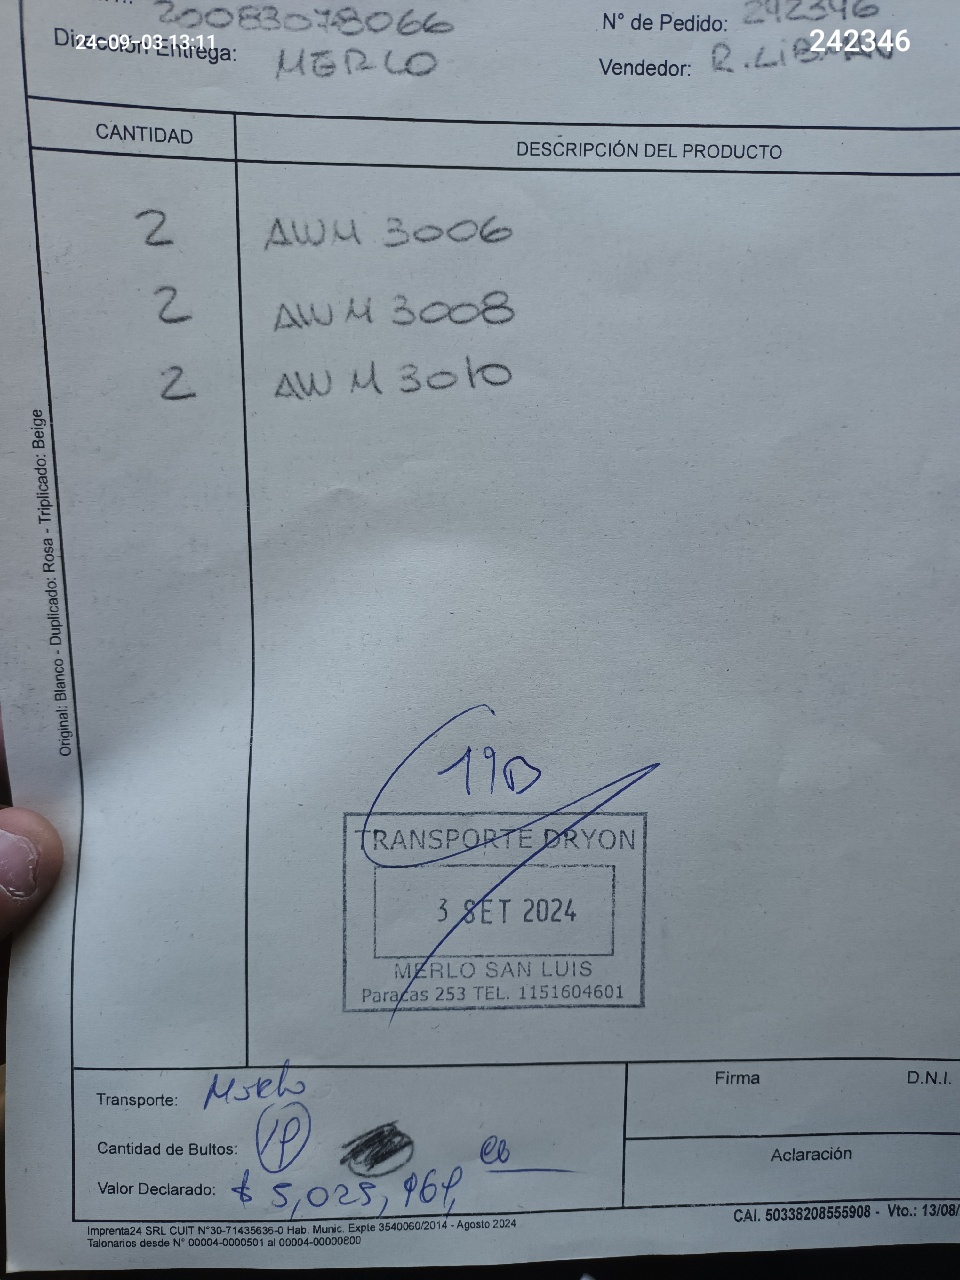 20083078066
N° de Pedido: 242346
24-09-03 13:11
242346
Dirección Entrega: MERLO
Vendedor: R.
CANTIDAD DESCRIPCIÓN DEL PRODUCTO
2 AWM 3006
2 AWM 3008
2 AWM 3010
Original: Blanco - Duplicado: Rosa - Triplicado: Beige
TRANSPORTE DRYON
3 SET 2024
MERLO SAN LUIS
Paracas 253 TEL. 1151604601
Transporte: Merlo
Firma D.N.I.
Cantidad de Bultos:
Aclaración
Valor Declarado: $ 5,025,
CAI. 50338208555908 - Vto.: 13/08/
Imprenta24 SRL CUIT N°30-71435636-0 Hab. Munic. Expte 3540060/2014 - Agosto 2024
Talonarios desde N° 00004-0000501 al 00004-00000800